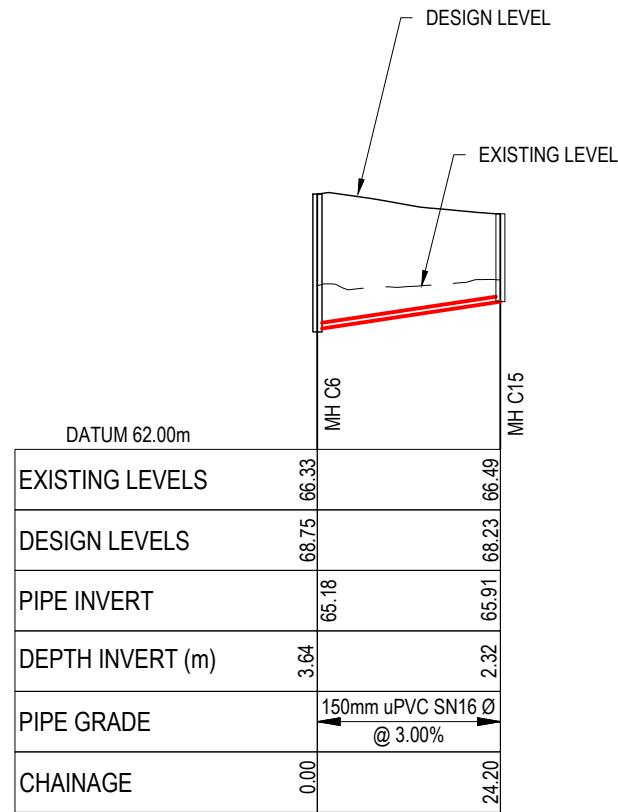 DESIGN LEVEL
EXISTING LEVEL
MH C6
MH C15
DATUM 62.00m
EXISTING LEVELS 66.33 66.49
DESIGN LEVELS 68.75 68.23
PIPE INVERT 65.18 65.91
DEPTH INVERT (m) 3.64 2.32
PIPE GRADE 150mm uPVC SN16 Ø
@ 3.00%
CHAINAGE 0.00 24.20